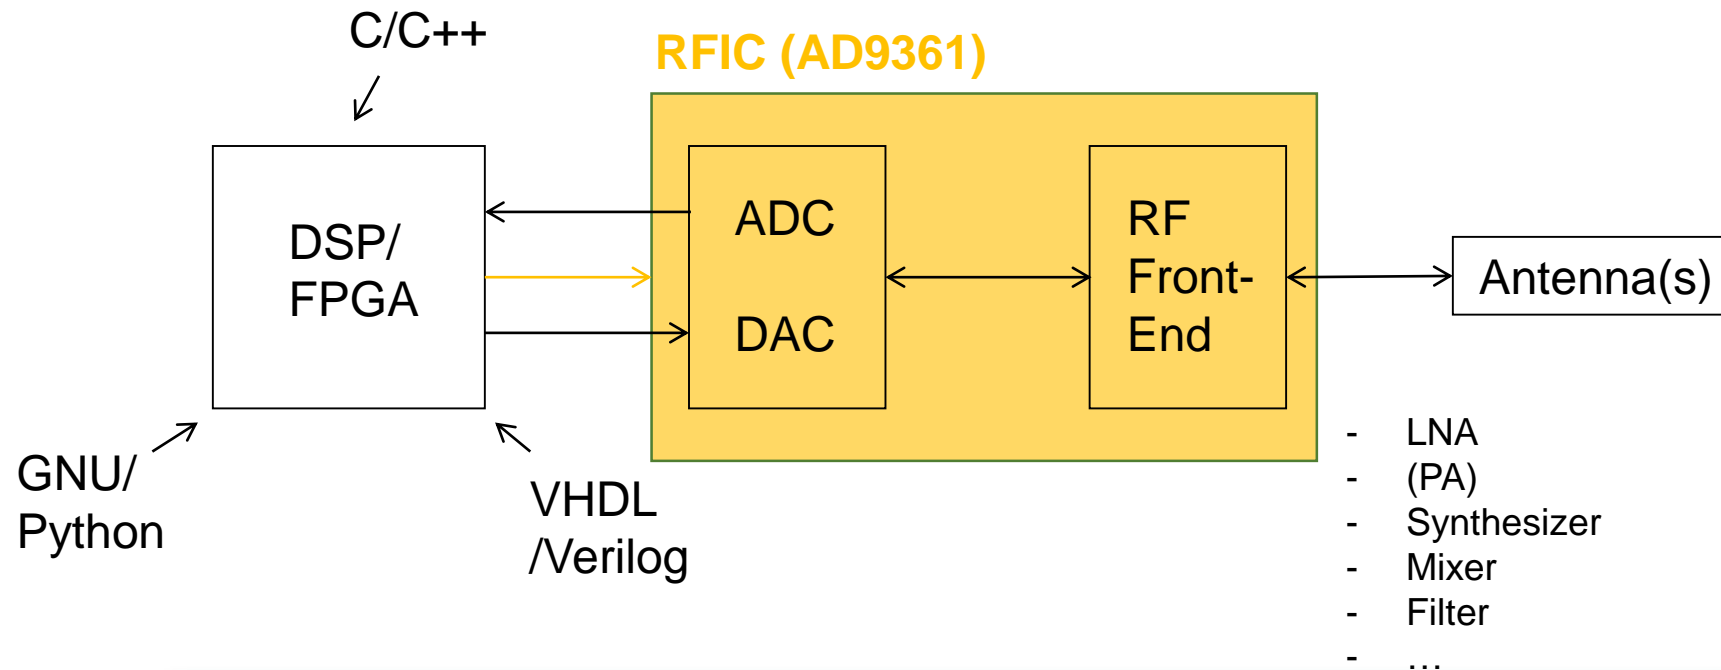 C/C++
RFIC (AD9361)
DSP/
FPGA
ADC
DAC
RF
Front-
End
Antenna(s)
GNU/
Python
VHDL
/Verilog
- LNA
- (PA)
- Synthesizer
- Mixer
- Filter
- ...